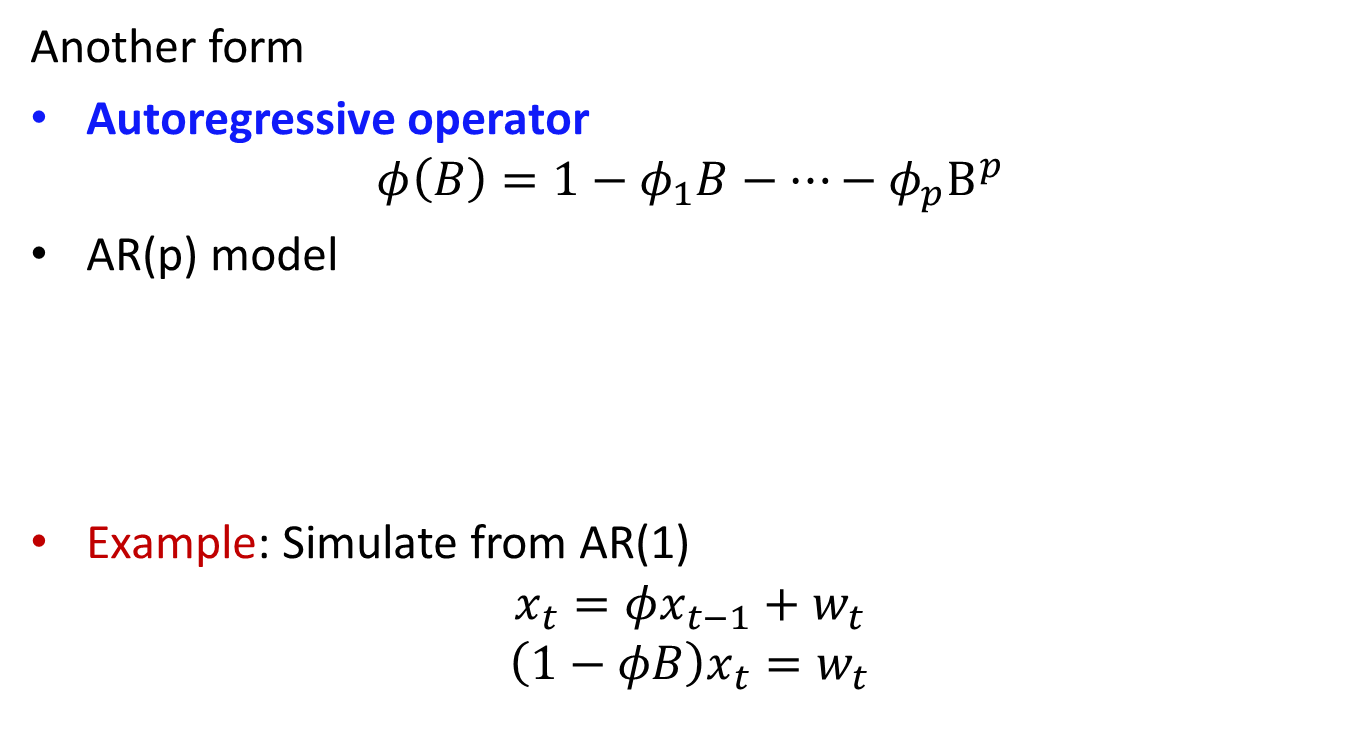 Another form
• Autoregressive operator
𝜙(𝐵) = 1 − 𝜙₁𝐵 − ⋯ − 𝜙ₚBᵖ
• AR(p) model
• Example: Simulate from AR(1)
𝑥ₜ = 𝜙𝑥ₜ₋₁ + 𝑤ₜ
(1 − 𝜙𝐵)𝑥ₜ = 𝑤ₜ